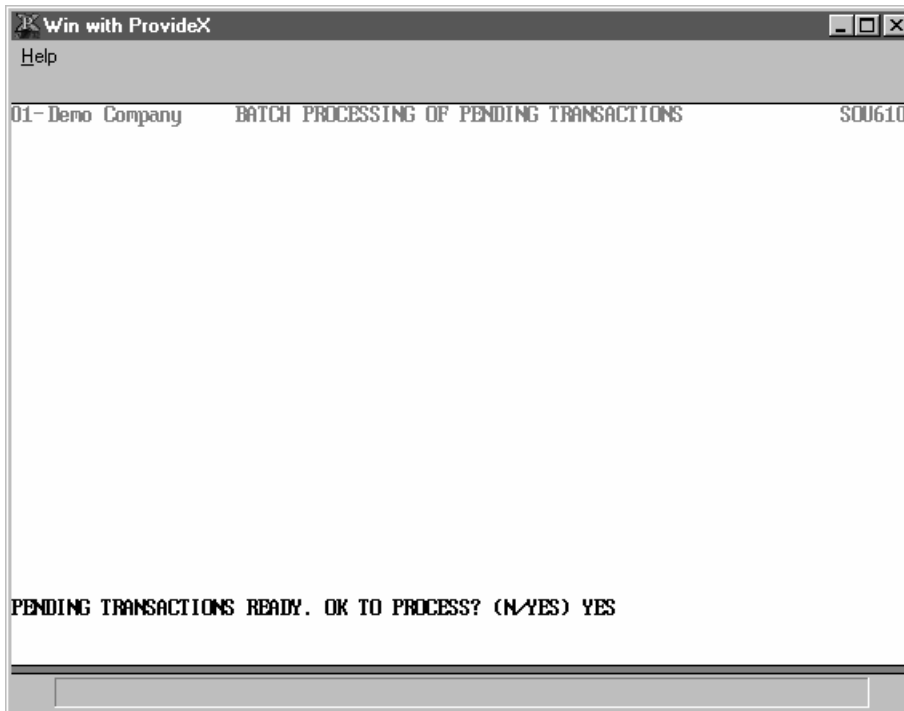 Win with ProvideX
Help
01-Demo Company BATCH PROCESSING OF PENDING TRANSACTIONS SOU610
PENDING TRANSACTIONS READY. OK TO PROCESS? (N/YES) YES